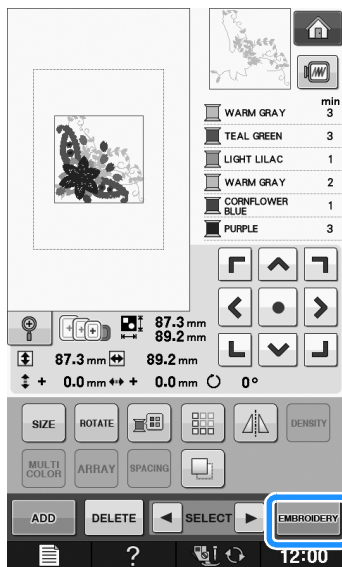 min
WARM GRAY 3
TEAL GREEN 3
LIGHT LILAC 1
WARM GRAY 2
CORNFLOWER
BLUE 1
PURPLE 3
87.3 mm
89.2 mm
87.3 mm 89.2 mm
+ 0.0 mm + 0.0 mm 0°
SIZE ROTATE DENSITY
MULTI
COLOR ARRAY SPACING
ADD DELETE SELECT EMBROIDERY
? 12:00